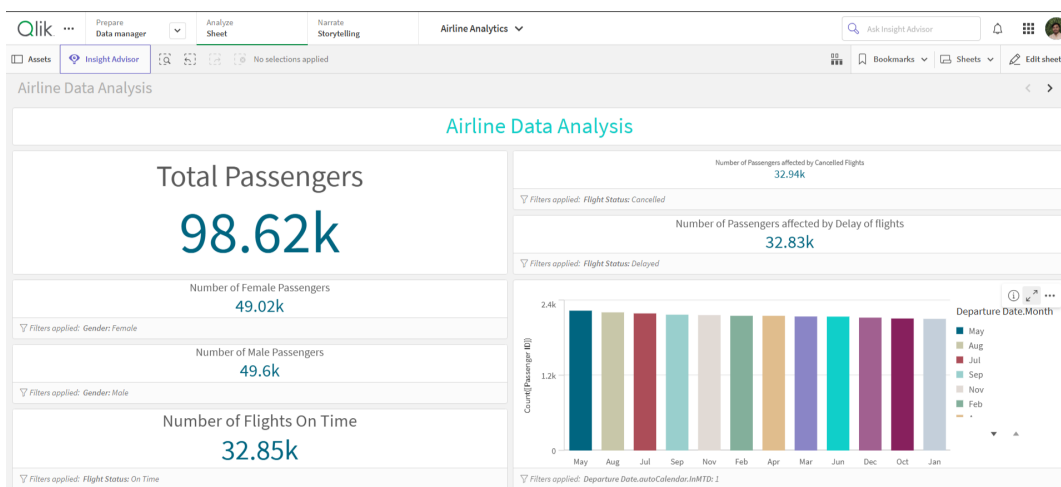 Qlik
Prepare
Data manager
Analyze
Sheet
Narrate
Storytelling
Airline Analytics
Ask Insight Advisor
Assets
Insight Advisor
No selections applied
Bookmarks
Sheets
Edit sheet
Airline Data Analysis
Airline Data Analysis
Total Passengers
98.62k
Number of Passengers affected by Cancelled Flights
32.94k
Filters applied: Flight Status: Cancelled
Number of Passengers affected by Delay of flights
32.83k
Filters applied: Flight Status: Delayed
Number of Female Passengers
49.02k
Filters applied: Gender: Female
Number of Male Passengers
49.6k
Filters applied: Gender: Male
Number of Flights On Time
32.85k
Filters applied: Flight Status: On Time
2.4k
1.2k
0
Count([Passenger ID])
May Aug Jul Sep Nov Feb Apr Mar Jun Dec Oct Jan
Departure Date.Month
May
Aug
Jul
Sep
Nov
Feb
Filters applied: Departure Date.autoCalendar.InMTD: 1